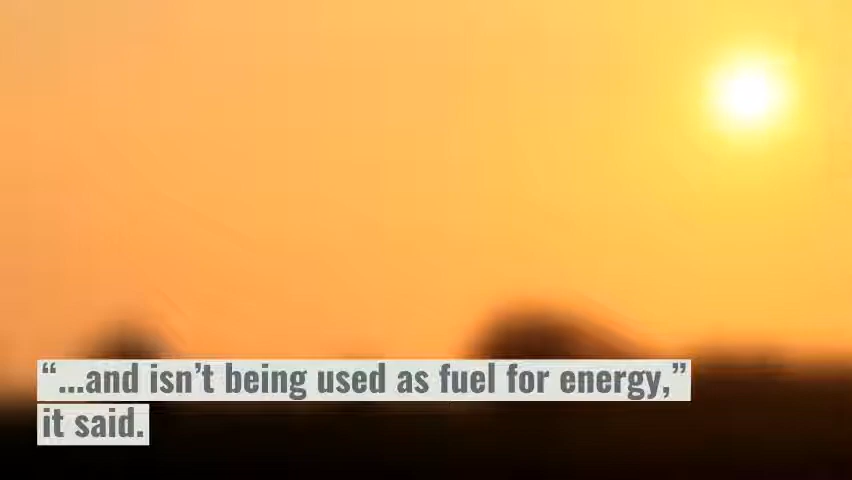 “...and isn’t being used as fuel for energy,”
it said.